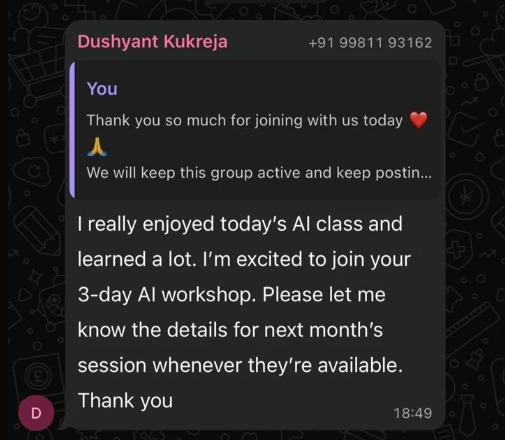 Dushyant Kukreja +91 99811 93162
You
Thank you so much for joining with us today ❤️
🙏
We will keep this group active and keep postin...
I really enjoyed today's AI class and
learned a lot. I'm excited to join your
3-day AI workshop. Please let me
know the details for next month's
session whenever they're available.
Thank you
18:49
D